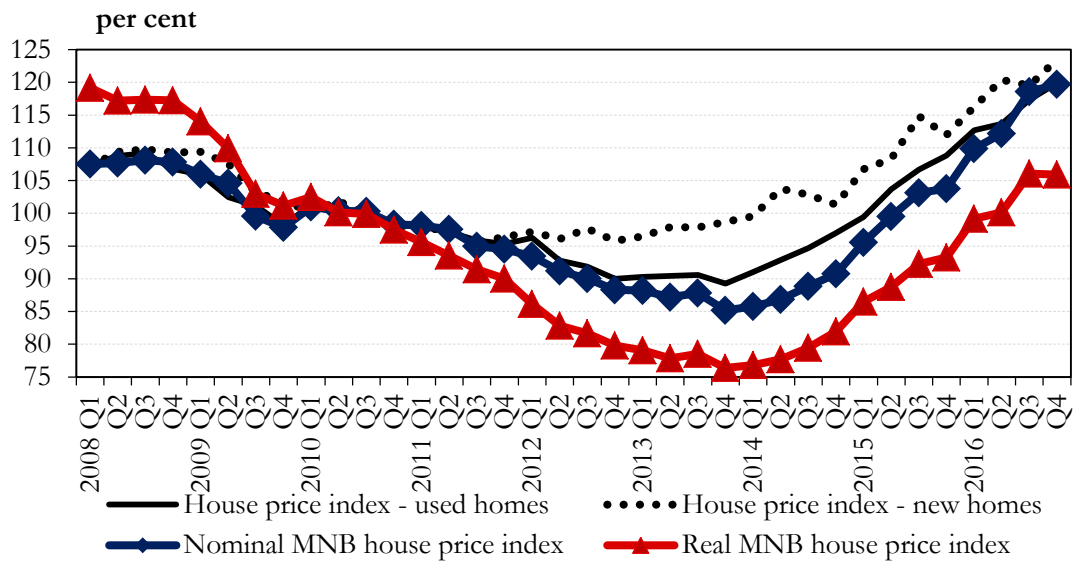 per cent
125
120
115
110
105
100
95
90
85
80
75
2008 Q1
Q2
Q3
Q4
2009 Q1
Q2
Q3
Q4
2010 Q1
Q2
Q3
Q4
2011 Q1
Q2
Q3
Q4
2012 Q1
Q2
Q3
Q4
2013 Q1
Q2
Q3
Q4
2014 Q1
Q2
Q3
Q4
2015 Q1
Q2
Q3
Q4
2016 Q1
Q2
Q3
Q4
House price index - used homes
House price index - new homes
Nominal MNB house price index
Real MNB house price index